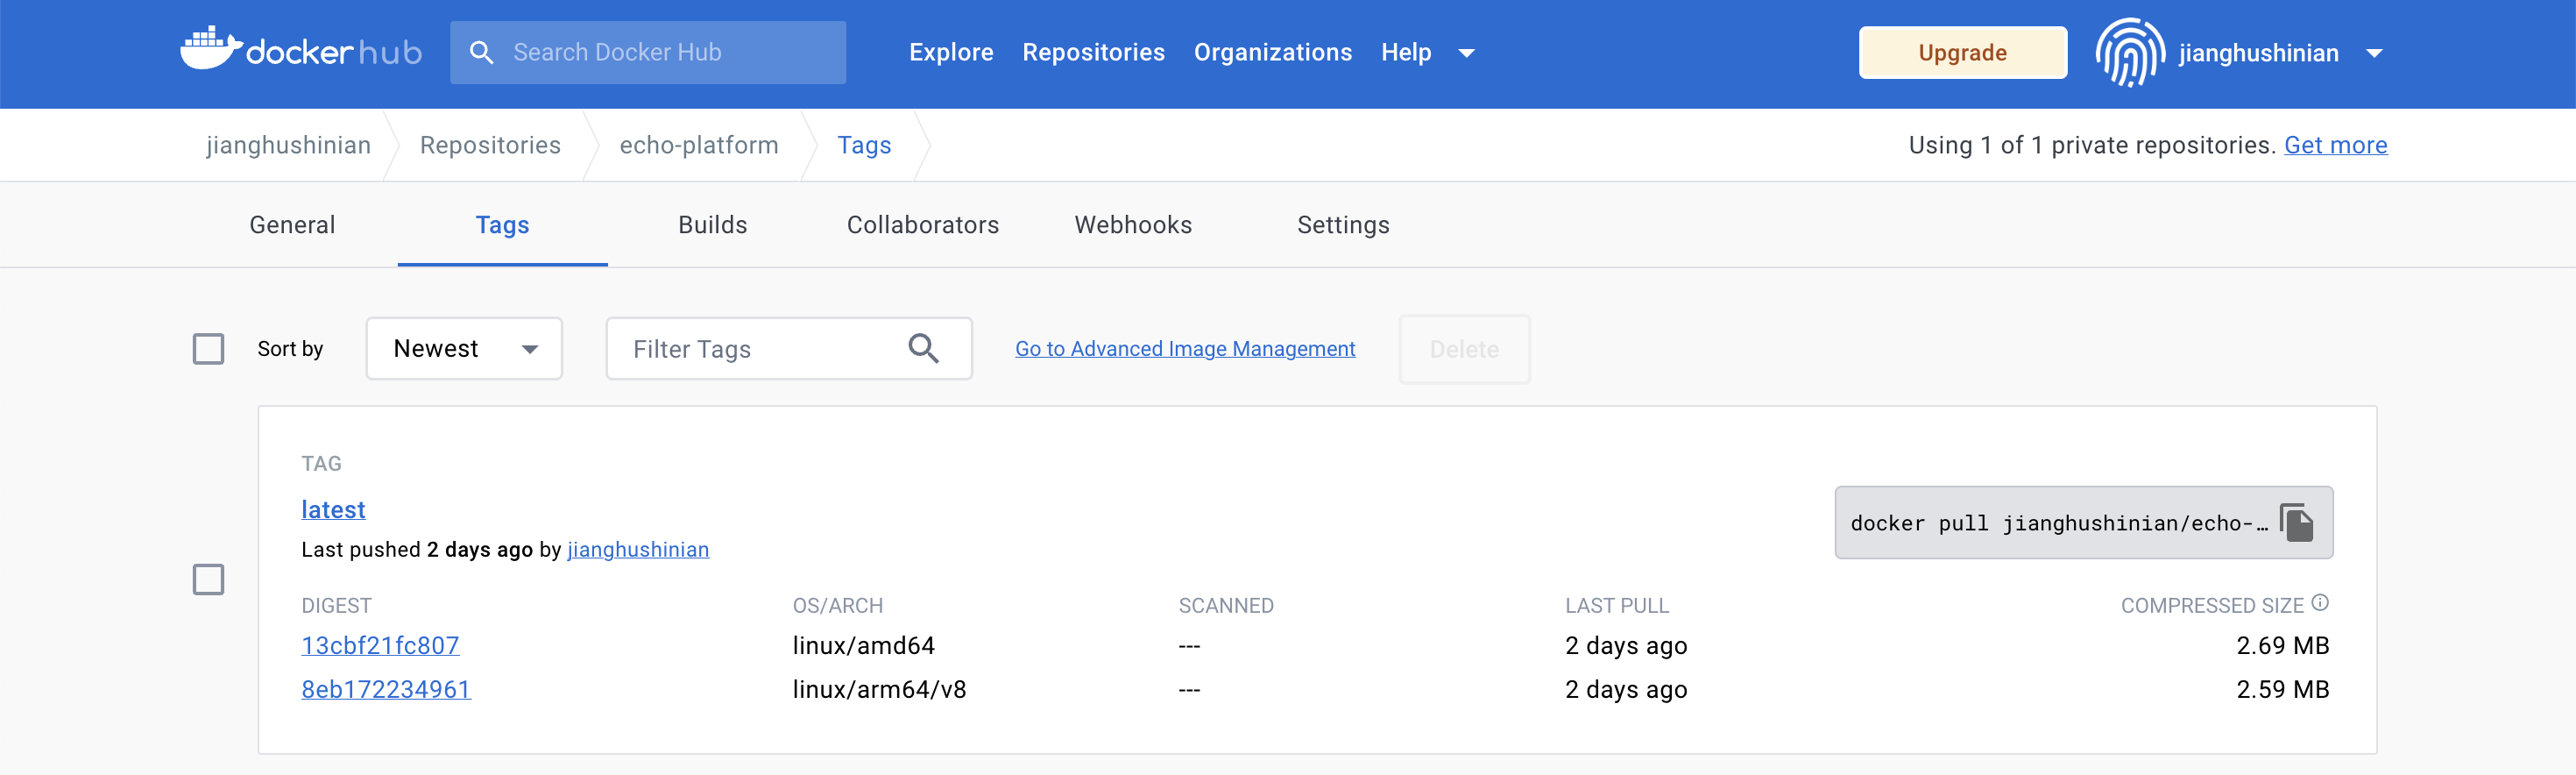 dockerhub
Search Docker Hub
Explore Repositories Organizations Help
Upgrade
jianghushinian
jianghushinian Repositories echo-platform Tags
Using 1 of 1 private repositories. Get more
General Tags Builds Collaborators Webhooks Settings
Sort by Newest Filter Tags Go to Advanced Image Management Delete
TAG
latest
Last pushed 2 days ago by jianghushinian
docker pull jianghushinian/echo-…
DIGEST OS/ARCH SCANNED LAST PULL COMPRESSED SIZE
13cbf21fc807 linux/amd64 --- 2 days ago 2.69 MB
8eb172234961 linux/arm64/v8 --- 2 days ago 2.59 MB